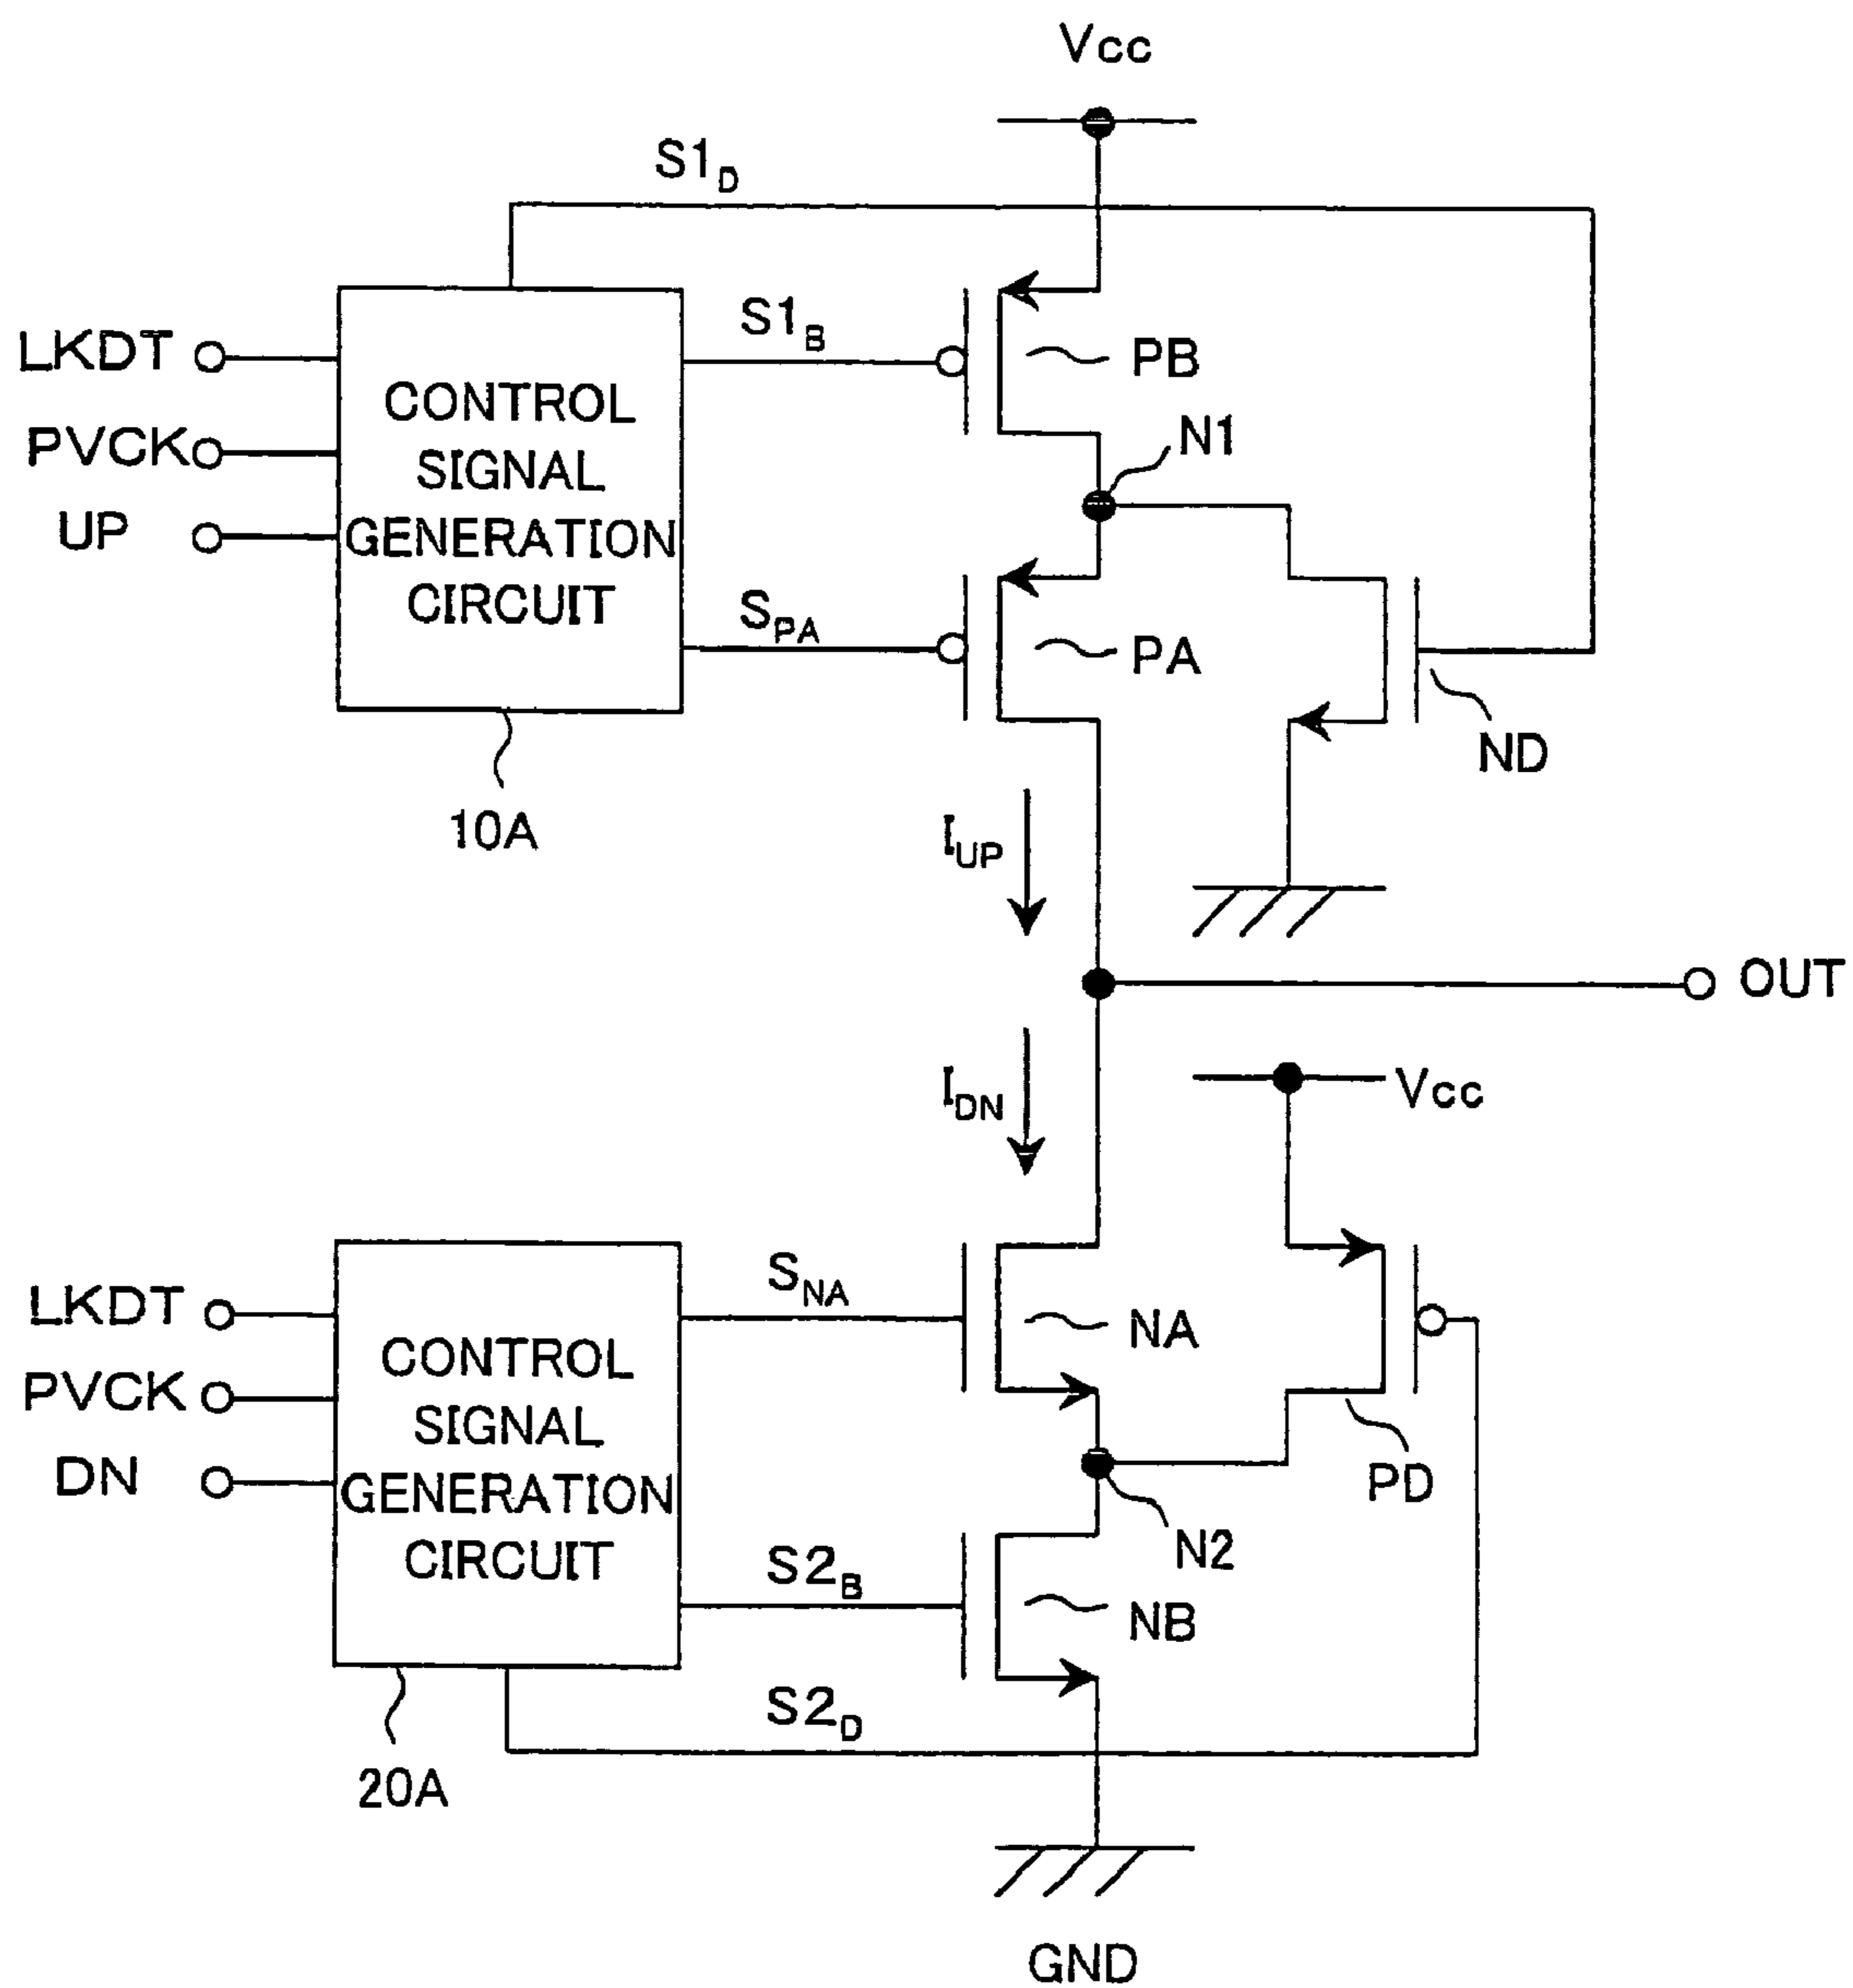 Vcc
S1D
LKDT
PVCK
UP
CONTROL
SIGNAL
GENERATION
CIRCUIT
S1B
PB
N1
SPA
PA
ND
10A
IUP
OUT
IDN
Vcc
LKDT
PVCK
DN
CONTROL
SIGNAL
GENERATION
CIRCUIT
SNA
NA
PD
N2
S2B
NB
S2D
20A
GND